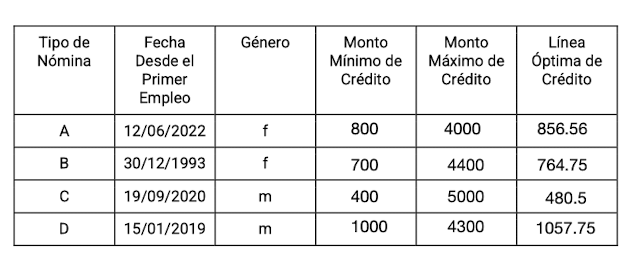 Tipo de Nómina | Fecha Desde el Primer Empleo | Género | Monto Mínimo de Crédito | Monto Máximo de Crédito | Línea Óptima de Crédito
A | 12/06/2022 | f | 800 | 4000 | 856.56
B | 30/12/1993 | f | 700 | 4400 | 764.75
C | 19/09/2020 | m | 400 | 5000 | 480.5
D | 15/01/2019 | m | 1000 | 4300 | 1057.75